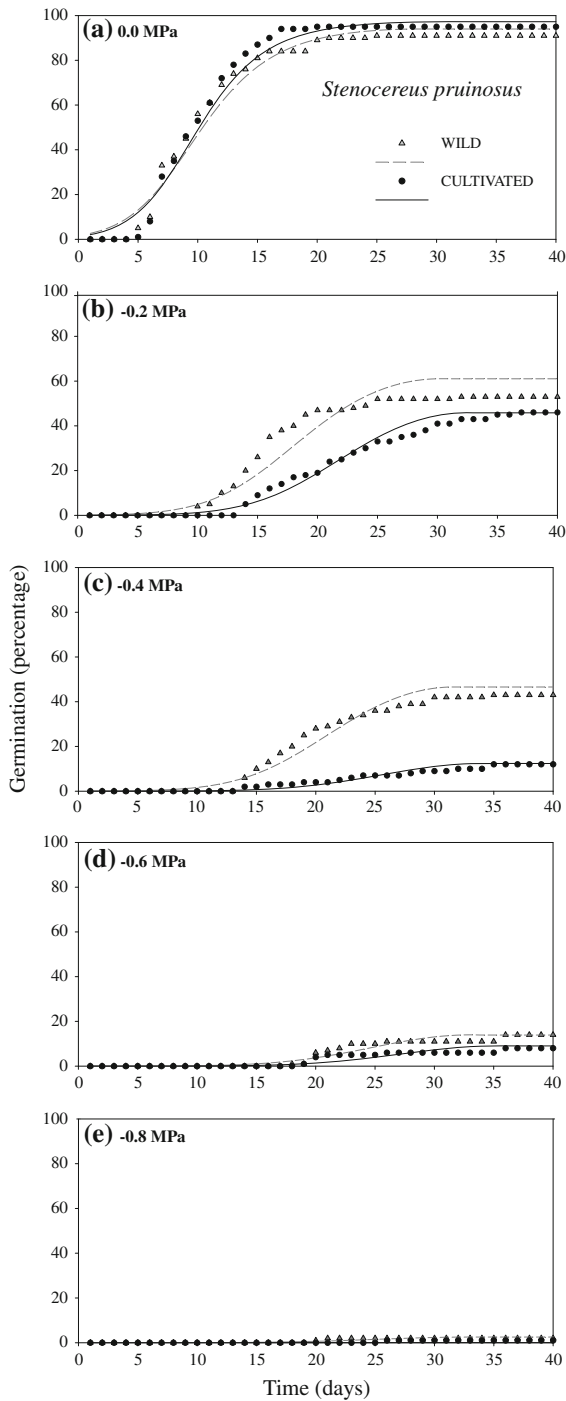 (a) 0.0 MPa
Stenocereus pruinosus
WILD
CULTIVATED
100
80
60
40
20
0
0 5 10 15 20 25 30 35 40
(b) -0.2 MPa
100
80
60
40
20
0
0 5 10 15 20 25 30 35 40
(c) -0.4 MPa
100
80
60
40
20
0
0 5 10 15 20 25 30 35 40
Germination (percentage)
(d) -0.6 MPa
100
80
60
40
20
0
0 5 10 15 20 25 30 35 40
(e) -0.8 MPa
100
80
60
40
20
0
0 5 10 15 20 25 30 35 40
Time (days)